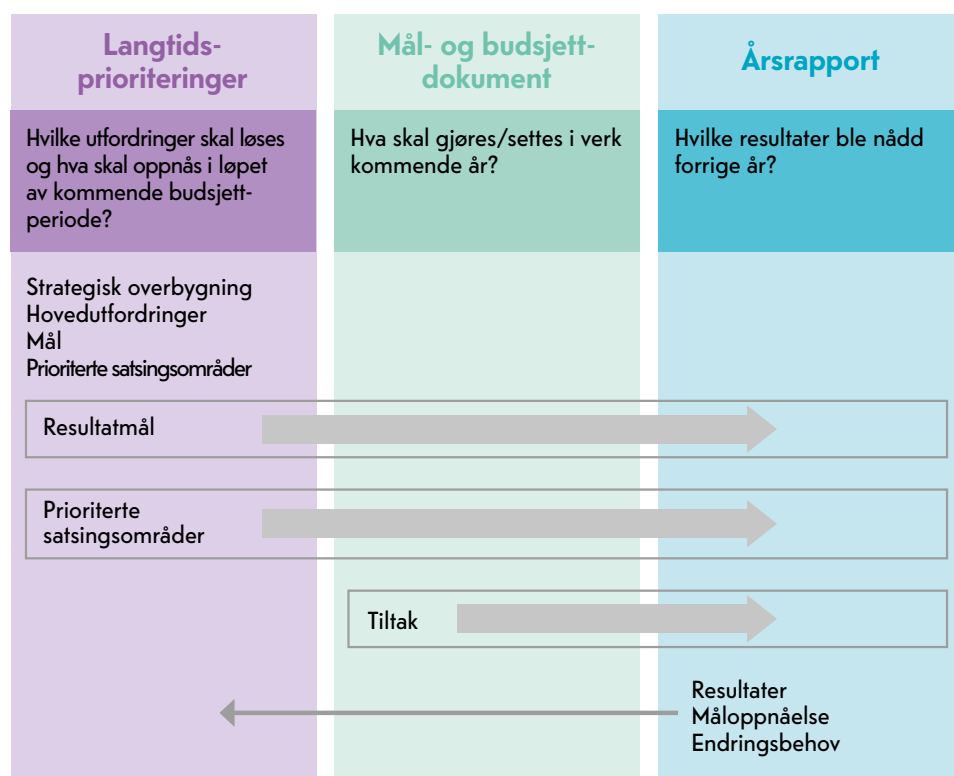 Langtids-
prioriteringer
Mål- og budsjett-
dokument
Årsrapport
Hvilke utfordringer skal løses
og hva skal oppnås i løpet
av kommende budsjett-
periode?
Hva skal gjøres/settes i verk
kommende år?
Hvilke resultater ble nådd
forrige år?
Strategisk overbygning
Hovedutfordringer
Mål
Prioriterte satsingsområder
Resultatmål
Prioriterte
satsingsområder
Tiltak
Resultater
Måloppnåelse
Endringsbehov